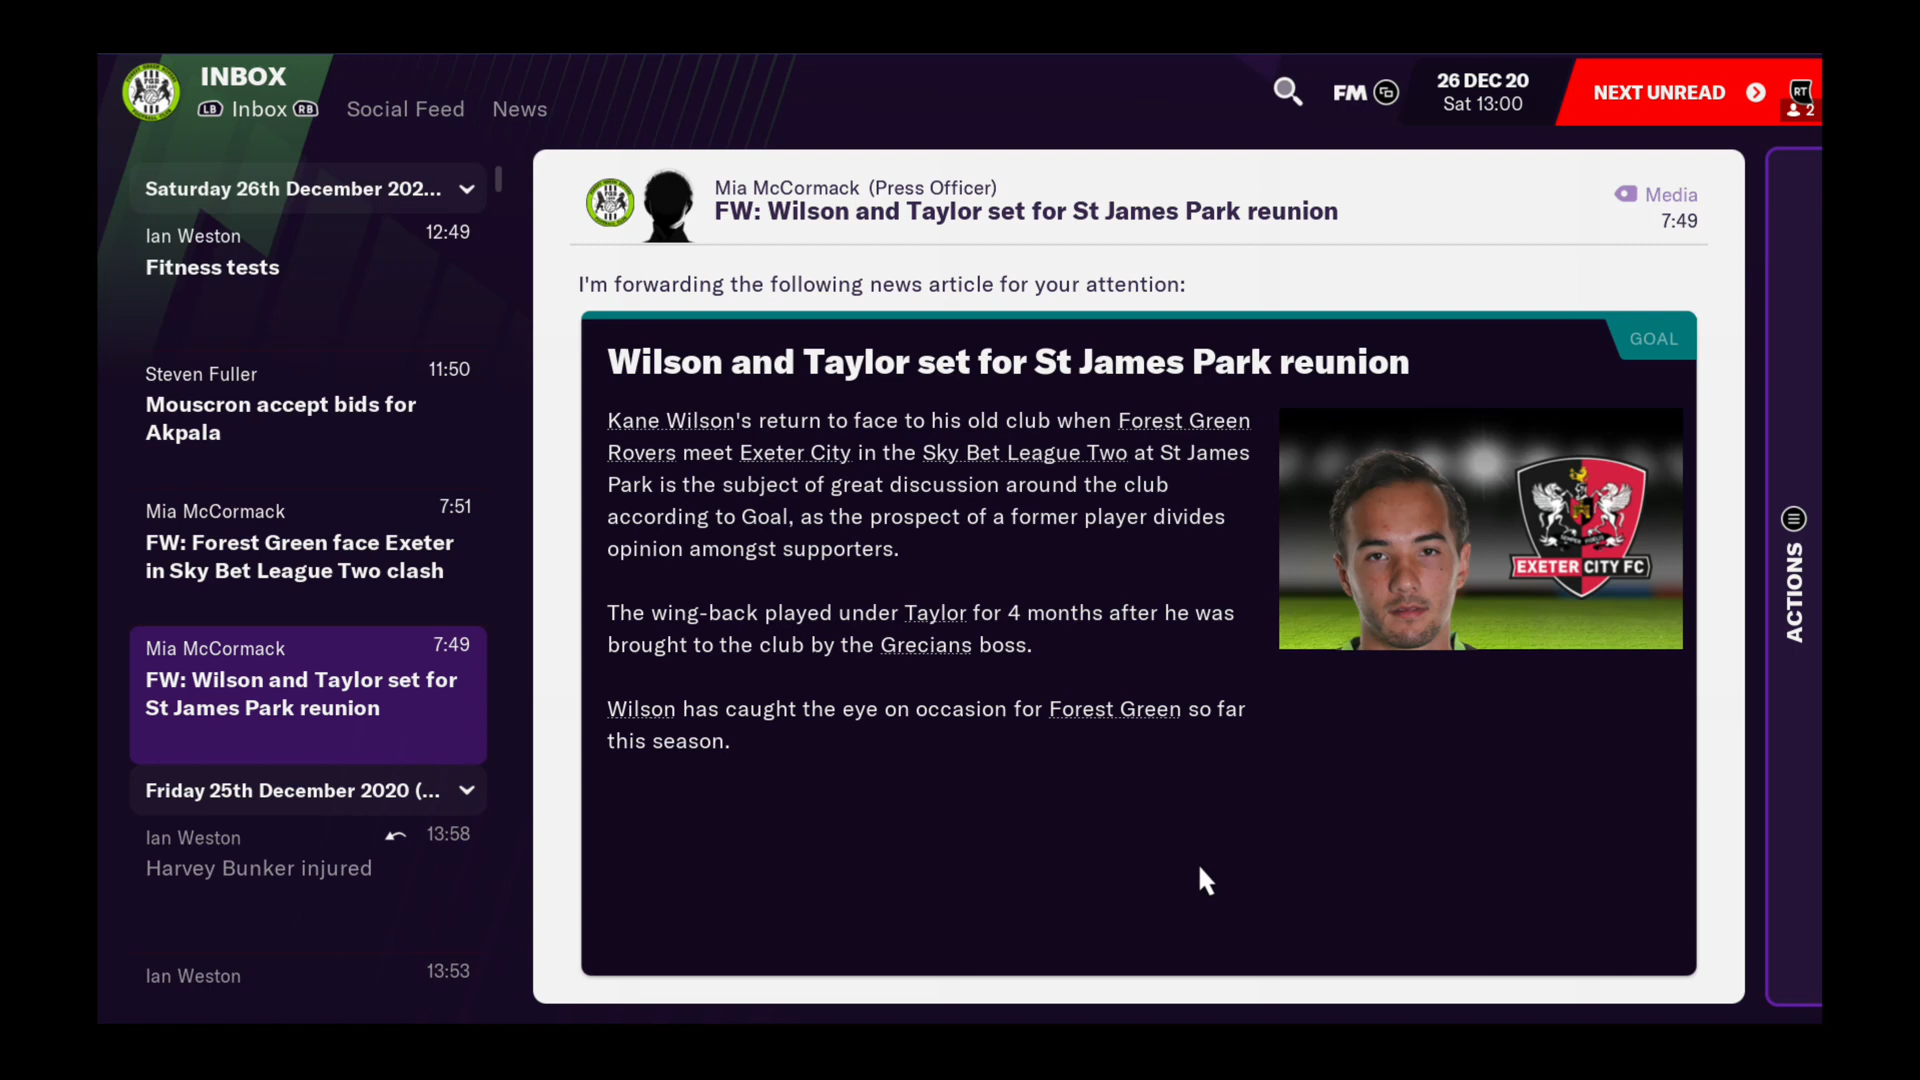 INBOX
LB Inbox RB Social Feed News
FM
26 DEC 20
Sat 13:00
NEXT UNREAD
RT
2
Saturday 26th December 202...
Ian Weston 12:49
Fitness tests
Steven Fuller 11:50
Mouscron accept bids for
Akpala
Mia McCormack 7:51
FW: Forest Green face Exeter
in Sky Bet League Two clash
Mia McCormack 7:49
FW: Wilson and Taylor set for
St James Park reunion
Friday 25th December 2020 (...
Ian Weston 13:58
Harvey Bunker injured
Ian Weston 13:53
Mia McCormack (Press Officer)
FW: Wilson and Taylor set for St James Park reunion
Media
7:49
I'm forwarding the following news article for your attention:
GOAL
Wilson and Taylor set for St James Park reunion
Kane Wilson's return to face to his old club when Forest Green
Rovers meet Exeter City in the Sky Bet League Two at St James
Park is the subject of great discussion around the club
according to Goal, as the prospect of a former player divides
opinion amongst supporters.
The wing-back played under Taylor for 4 months after he was
brought to the club by the Grecians boss.
Wilson has caught the eye on occasion for Forest Green so far
this season.
EXETER CITY FC
ACTIONS